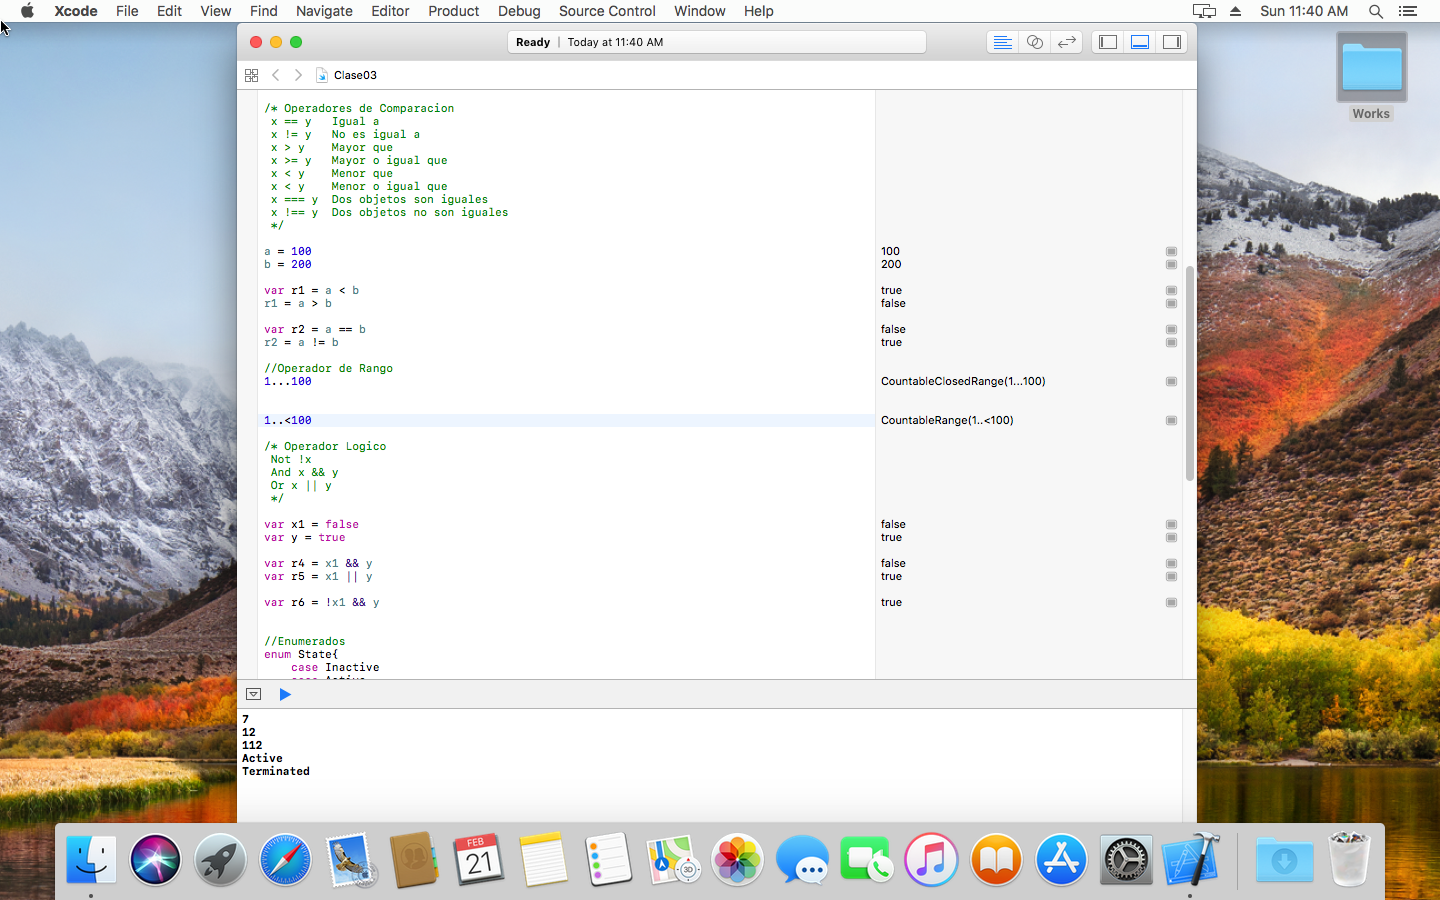 Xcode File Edit View Find Navigate Editor Product Debug Source Control Window Help Sun 11:40 AM
Ready | Today at 11:40 AM
Clase03
Works
/* Operadores de Comparacion
x == y Igual a
x != y No es igual a
x > y Mayor que
x >= y Mayor o igual que
x < y Menor que
x < y Menor o igual que
x === y Dos objetos son iguales
x !== y Dos objetos no son iguales
*/
a = 100 100
b = 200 200
var r1 = a < b true
r1 = a > b false
var r2 = a == b false
r2 = a != b true
//Operador de Rango
1...100 CountableClosedRange(1...100)
1..<100 CountableRange(1..<100)
/* Operador Logico
Not !x
And x && y
Or x || y
*/
var x1 = false false
var y = true true
var r4 = x1 && y false
var r5 = x1 || y true
var r6 = !x1 && y true
//Enumerados
enum State{
case Inactive
case Active
7
12
112
Active
Terminated
FEB
21
3D